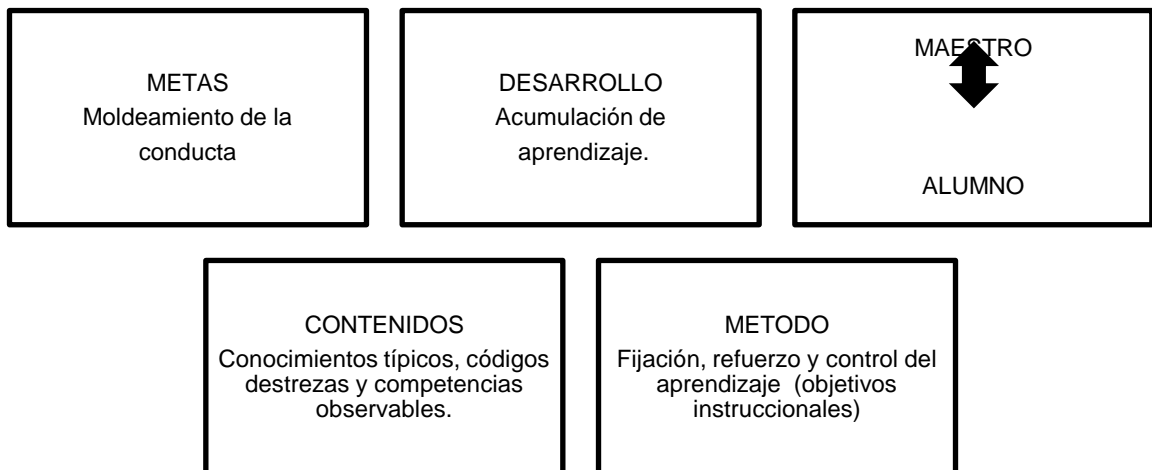 METAS
Moldeamiento de la
conducta
DESARROLLO
Acumulación de
aprendizaje.
MAESTRO
ALUMNO
CONTENIDOS
Conocimientos típicos, códigos
destrezas y competencias
observables.
METODO
Fijación, refuerzo y control del
aprendizaje (objetivos
instruccionales)